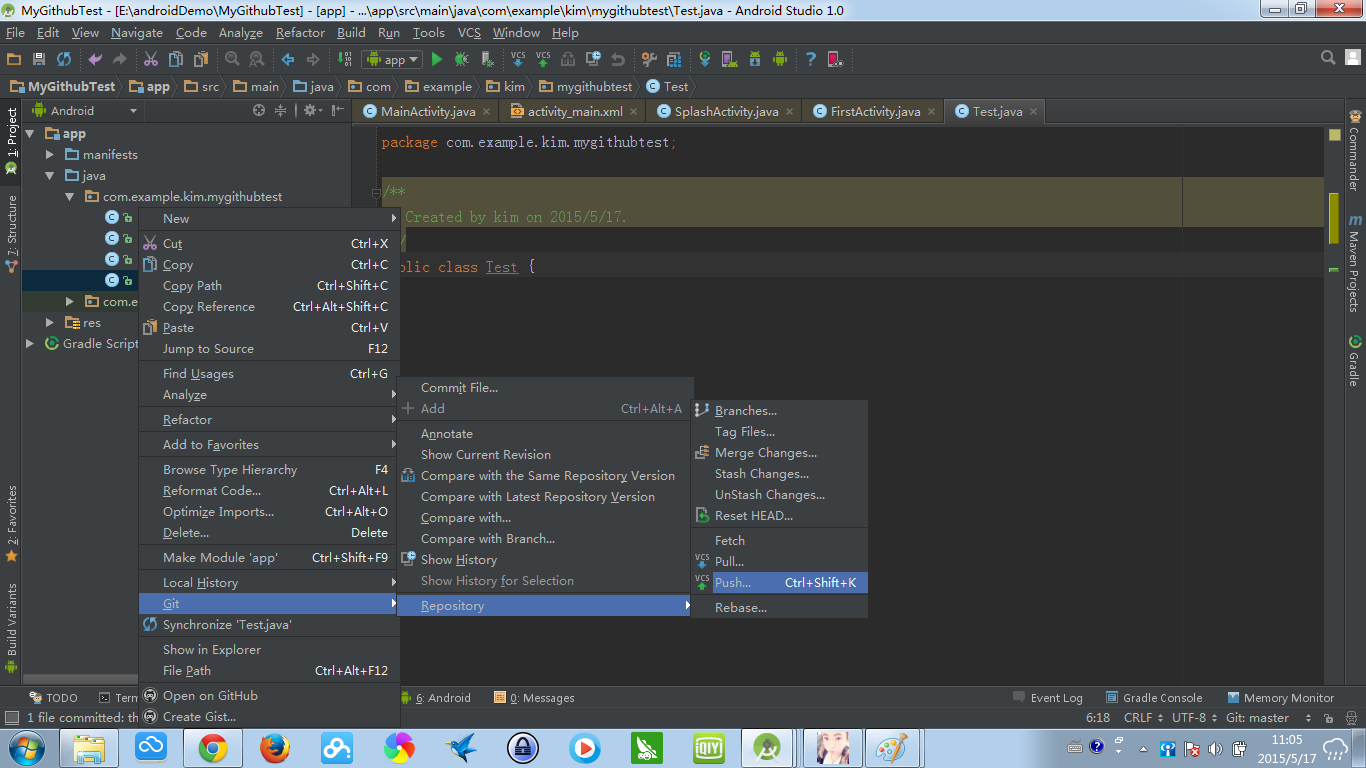 MyGithubTest - [E:\androidDemo\MyGithubTest] - [app] - ...\app\src\main\java\com\example\kim\mygithubtest\Test.java - Android Studio 1.0
File Edit View Navigate Code Analyze Refactor Build Run Tools VCS Window Help
app
VCS VCS
MyGithubTest app src main java com example kim mygithubtest Test
Android
MainActivity.java activity_main.xml SplashActivity.java FirstActivity.java Test.java
1: Project
7: Structure
2: Favorites
Build Variants
app
manifests
java
com.example.kim.mygithubtest
com.e
res
Gradle Script
package com.example.kim.mygithubtest;
/**
Created by kim on 2015/5/17.
/
blic class Test {
New
Cut Ctrl+X
Copy Ctrl+C
Copy Path Ctrl+Shift+C
Copy Reference Ctrl+Alt+Shift+C
Paste Ctrl+V
Jump to Source F12
Find Usages Ctrl+G
Analyze
Refactor
Add to Favorites
Browse Type Hierarchy F4
Reformat Code... Ctrl+Alt+L
Optimize Imports... Ctrl+Alt+O
Delete... Delete
Make Module 'app' Ctrl+Shift+F9
Local History
Git
Synchronize 'Test.java'
Show in Explorer
File Path Ctrl+Alt+F12
Open on GitHub
Create Gist...
Commit File...
Add Ctrl+Alt+A
Annotate
Show Current Revision
Compare with the Same Repository Version
Compare with Latest Repository Version
Compare with...
Compare with Branch...
Show History
Show History for Selection
Repository
Branches...
Tag Files...
Merge Changes...
Stash Changes...
UnStash Changes...
Reset HEAD...
Fetch
VCS Pull...
VCS Push... Ctrl+Shift+K
Rebase...
Commander
m Maven Projects
Gradle
TODO Term 6: Android 0: Messages Event Log Gradle Console Memory Monitor
1 file committed: th 6:18 CRLF UTF-8 Git: master
QIY
11:05
2015/5/17